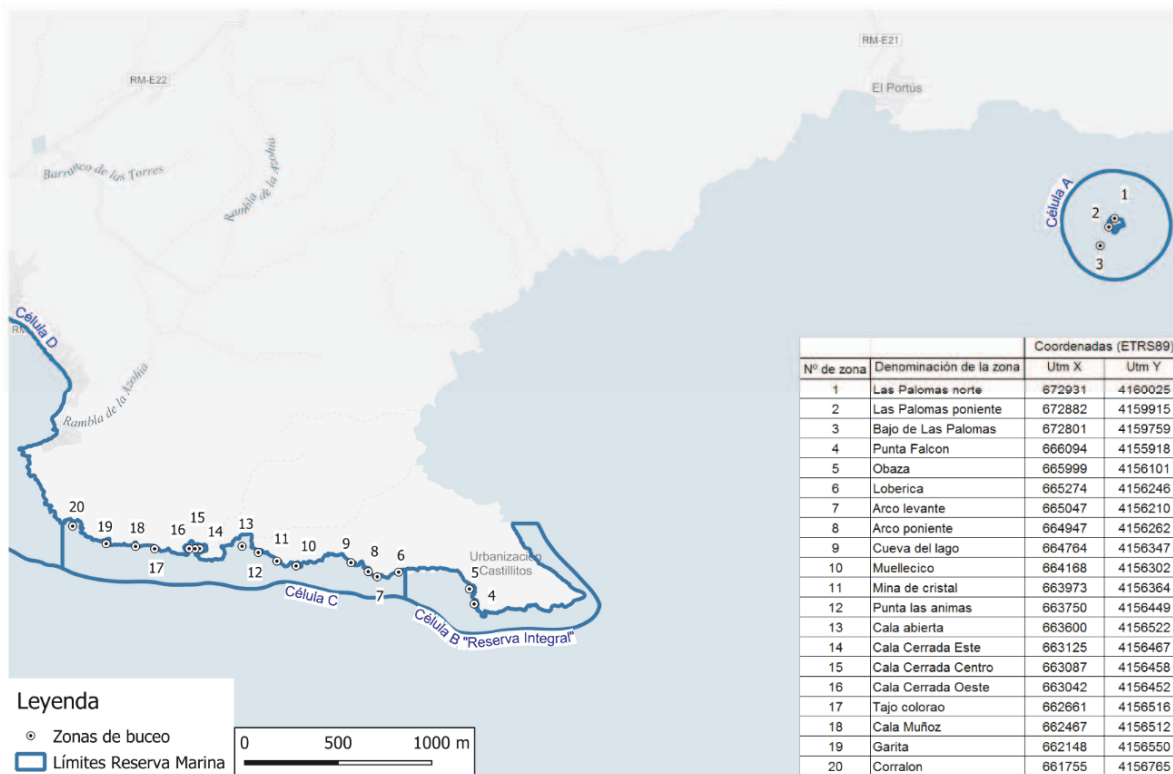 RM-E22
RM-E21
El Portús
Barranco de las Torres
Rambla de la Azohía
Célula A
1
2
3
Célula D
RM
Rambla de la Azohía
20
19
18
17
16
15
14
13
12
11
10
9
8
7
6
5
4
Urbanización
Castillitos
Célula C
Célula B "Reserva Integral"
Leyenda
Zonas de buceo
Límites Reserva Marina
0 500 1000 m
Coordenadas (ETRS89)
Nº de zona Denominación de la zona Utm X Utm Y
1 Las Palomas norte 672931 4160025
2 Las Palomas poniente 672882 4159915
3 Bajo de Las Palomas 672801 4159759
4 Punta Falcon 666094 4155918
5 Obaza 665999 4156101
6 Loberica 665274 4156246
7 Arco levante 665047 4156210
8 Arco poniente 664947 4156262
9 Cueva del lago 664764 4156347
10 Muellecico 664168 4156302
11 Mina de cristal 663973 4156364
12 Punta las animas 663750 4156449
13 Cala abierta 663600 4156522
14 Cala Cerrada Este 663125 4156467
15 Cala Cerrada Centro 663087 4156458
16 Cala Cerrada Oeste 663042 4156452
17 Tajo colorao 662661 4156516
18 Cala Muñoz 662467 4156512
19 Garita 662148 4156550
20 Corralon 661755 4156765